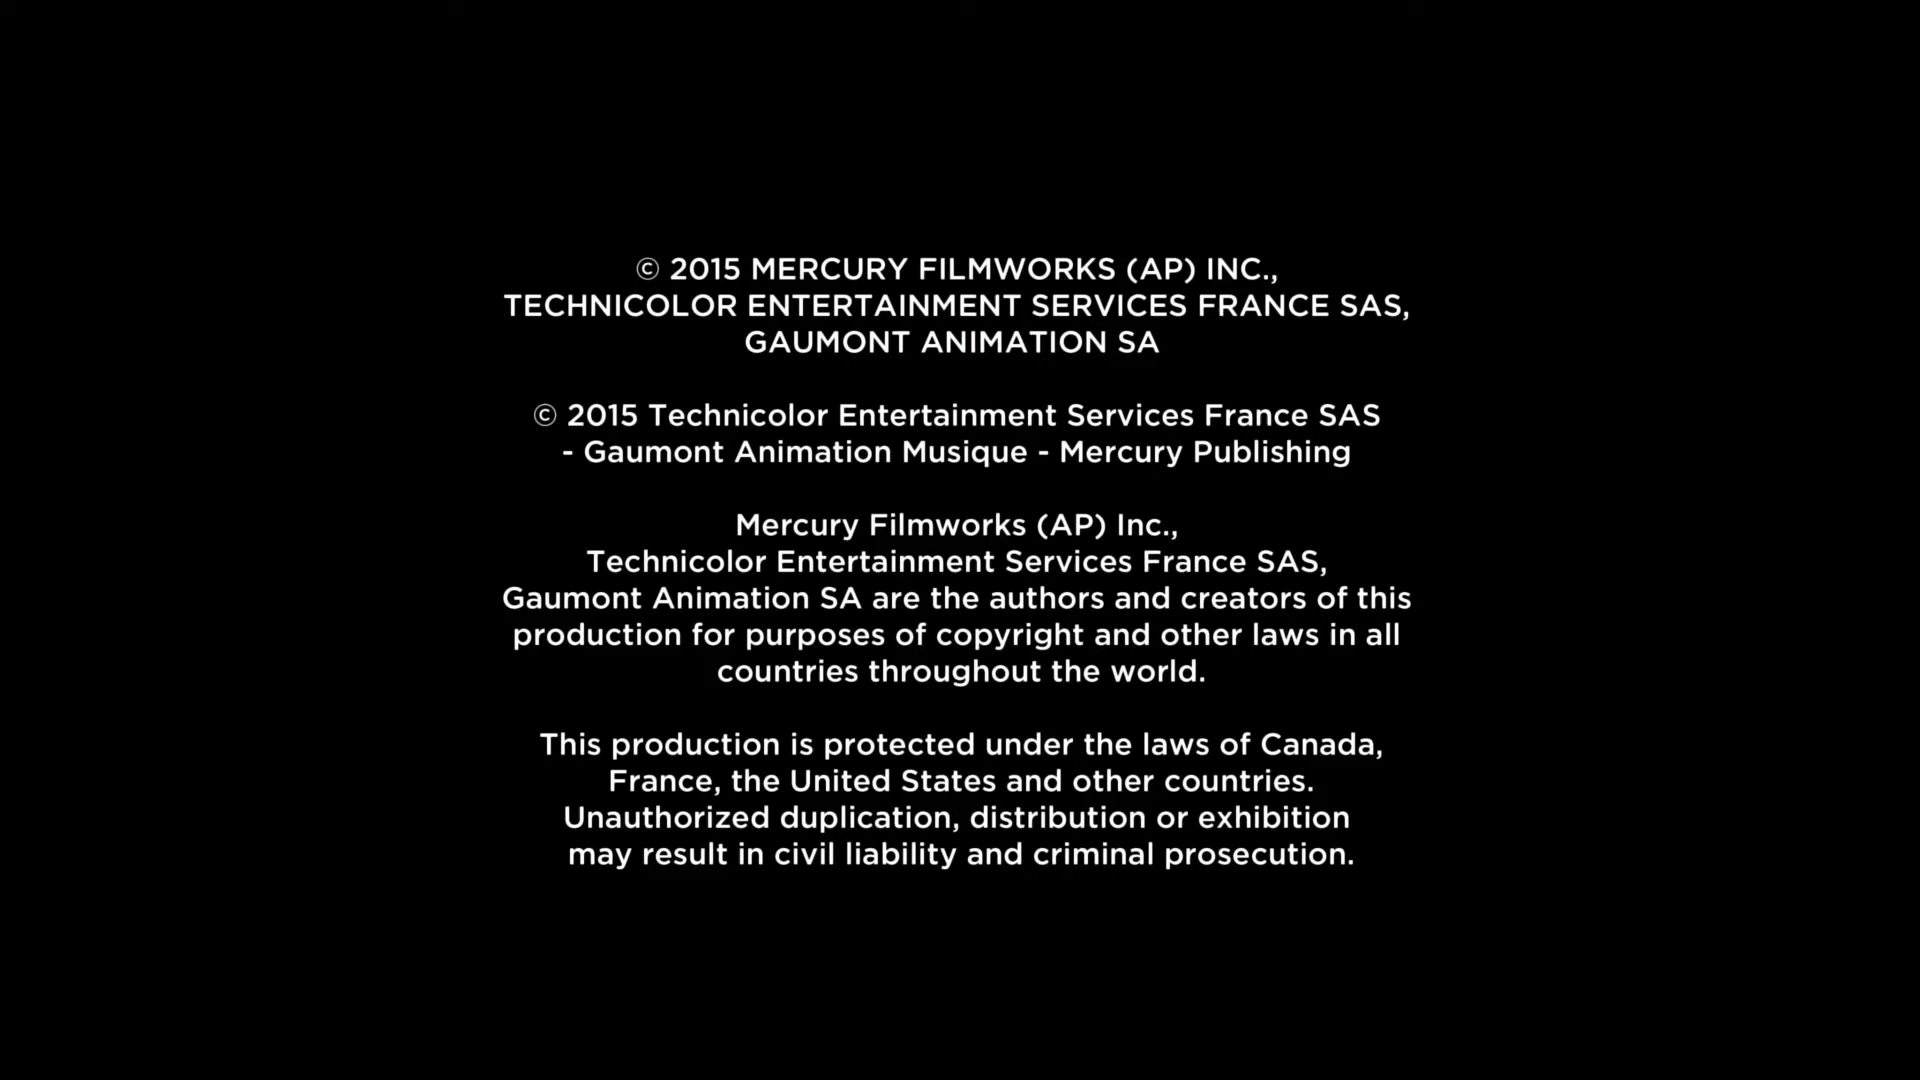 © 2015 MERCURY FILMWORKS (AP) INC.,
TECHNICOLOR ENTERTAINMENT SERVICES FRANCE SAS,
GAUMONT ANIMATION SA
© 2015 Technicolor Entertainment Services France SAS
- Gaumont Animation Musique - Mercury Publishing
Mercury Filmworks (AP) Inc.,
Technicolor Entertainment Services France SAS,
Gaumont Animation SA are the authors and creators of this
production for purposes of copyright and other laws in all
countries throughout the world.
This production is protected under the laws of Canada,
France, the United States and other countries.
Unauthorized duplication, distribution or exhibition
may result in civil liability and criminal prosecution.